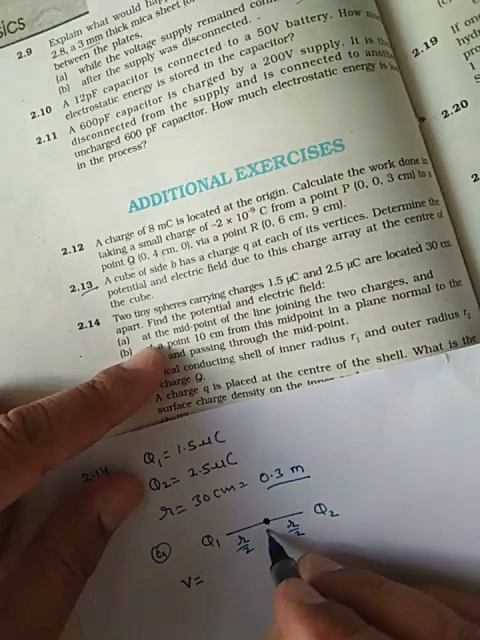 sics
2.9 Explain what would
2.8, a 3 mm thick mica sheet
between the plates,
(a) while the voltage supply remained
(b) after the supply was disconnected.
2.10 A 12pF capacitor is connected to a 50V battery. How
electrostatic energy is stored in the capacitor?
2.11 A 600pF capacitor is charged by a 200V supply. It is
disconnected from the supply and is connected to
uncharged 600 pF capacitor. How much electrostatic energy is
in the process?
ADDITIONAL EXERCISES
2.12 A charge of 8 mC is located at the origin. Calculate the work done in
taking a small charge of –2 × 10⁻⁹ C from a point P (0, 0, 3 cm) to a
point Q (0, 4 cm, 0), via a point R (0, 6 cm, 9 cm).
2.13 A cube of side b has a charge q at each of its vertices. Determine the
potential and electric field due to this charge array at the centre of
the cube.
2.14 Two tiny spheres carrying charges 1.5 μC and 2.5 μC are located 30 cm
apart. Find the potential and electric field:
(a) at the mid-point of the line joining the two charges, and
(b) a point 10 cm from this midpoint in a plane normal to the
and passing through the mid-point.
ical conducting shell of inner radius r₁ and outer radius r₂
charge Q.
A charge q is placed at the centre of the shell. What is the
surface charge density on the inner
2.19 If one
hydr
pro
2.20
2.14 Q₁ = 1.5 μC
Q₂ = 2.5 μC
r = 30 cm = 0.3 m
(a) Q₁ r/2 r/2 Q₂
V =